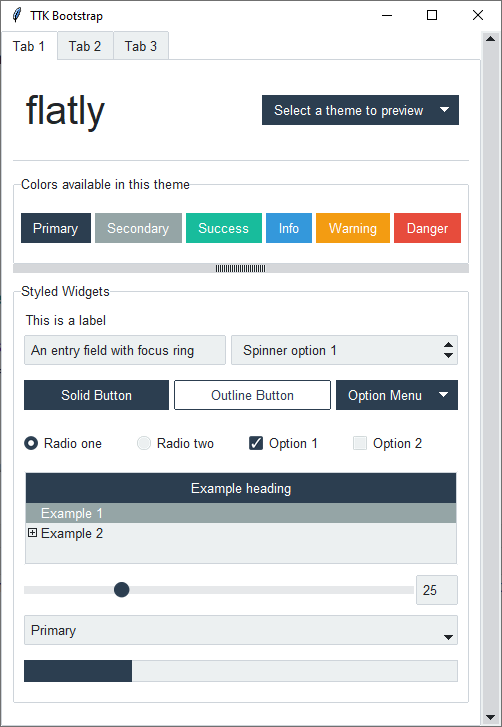 TTK Bootstrap
Tab 1 Tab 2 Tab 3
flatly
Select a theme to preview
Colors available in this theme
Primary Secondary Success Info Warning Danger
Styled Widgets
This is a label
An entry field with focus ring Spinner option 1
Solid Button Outline Button Option Menu
Radio one Radio two Option 1 Option 2
Example heading
Example 1
Example 2
25
Primary